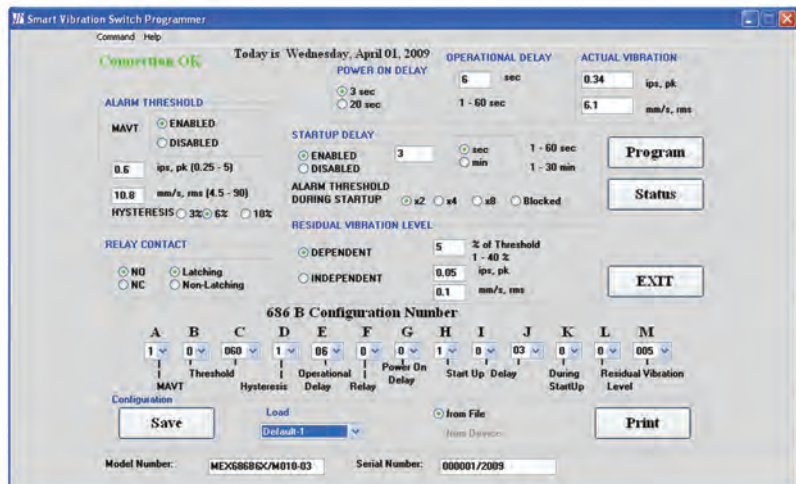 Smart Vibration Switch Programmer
Command Help
Connection OK
Today is Wednesday, April 01, 2009
POWER ON DELAY
3 sec
20 sec
OPERATIONAL DELAY
6 sec
1 - 60 sec
ACTUAL VIBRATION
0.34 ips, pk
6.1 mm/s, rms
ALARM THRESHOLD
MAVT
ENABLED
DISABLED
0.6 ips, pk (0.25 - 5)
10.8 mm/s, rms (4.5 - 90)
HYSTERESIS 3% 6% 10%
STARTUP DELAY
ENABLED
DISABLED
3
sec
min
1 - 60 sec
1 - 30 min
ALARM THRESHOLD
DURING STARTUP x2 x4 x8 Blocked
Program
Status
RELAY CONTACT
NO Latching
NC Non-Latching
RESIDUAL VIBRATION LEVEL
DEPENDENT
INDEPENDENT
5 % of Threshold
1 - 40 %
0.05 ips, pk
0.1 mm/s, rms
EXIT
686 B Configuration Number
A B C D E F G H I J K L M
1 0 060 1 06 0 0 1 0 03 0 0 005
MAVT
Threshold
Hysteresis
Operational
Delay
Relay
Power On
Delay
Start Up Delay
During
StartUp
Residual Vibration
Level
Configuration
Save
Load
Default-1
from File
from Device
Print
Model Number: MEX686B6X/M010-03 Serial Number: 000001/2009